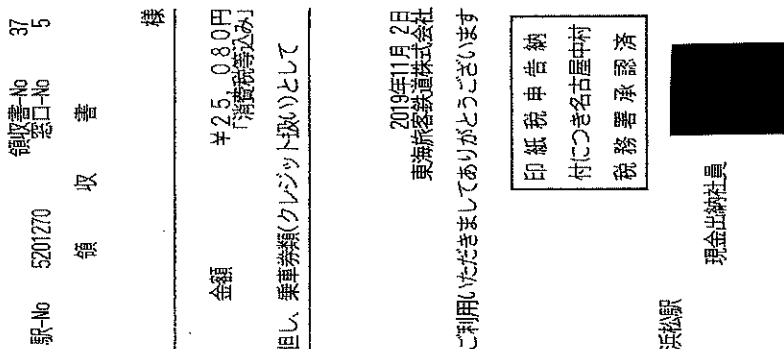 駅-No 5201270 領収書-No 37
窓口-No 5
領 収 書
様
金額 ￥25,080円
「消費税等込み」
但し、乗車券類(クレジット扱い)として
2019年11月 2日
東海旅客鉄道株式会社
ご利用いただきましてありがとうございます
印紙税申告納
付につき名古屋中村
税務署承認済
現金出納社員
浜松駅